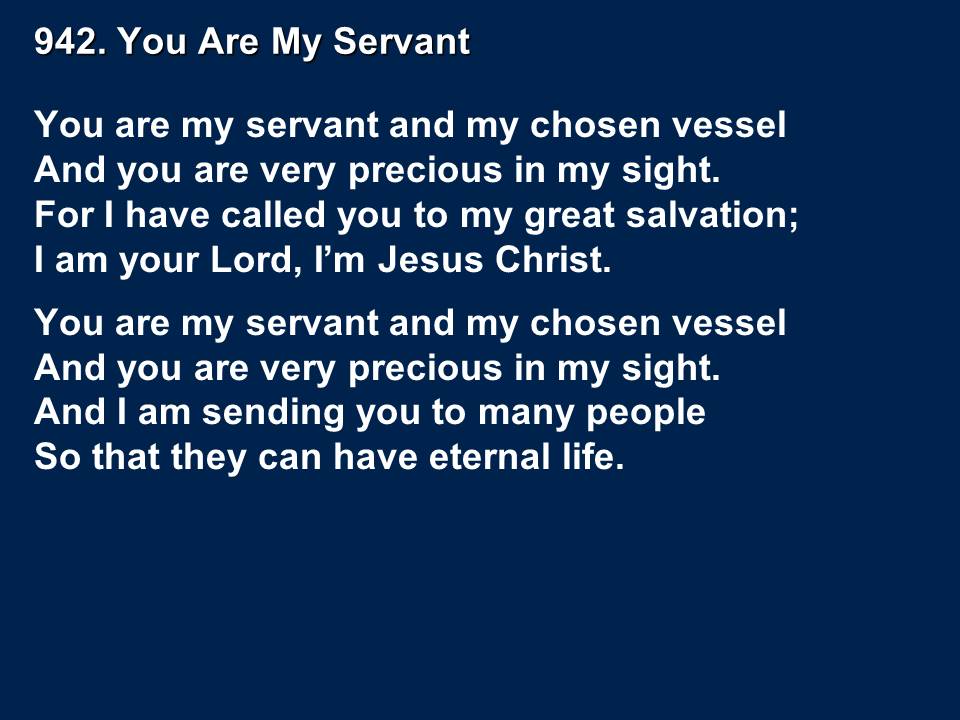 942. You Are My Servant
You are my servant and my chosen vessel
And you are very precious in my sight.
For I have called you to my great salvation;
I am your Lord, I’m Jesus Christ.
You are my servant and my chosen vessel
And you are very precious in my sight.
And I am sending you to many people
So that they can have eternal life.